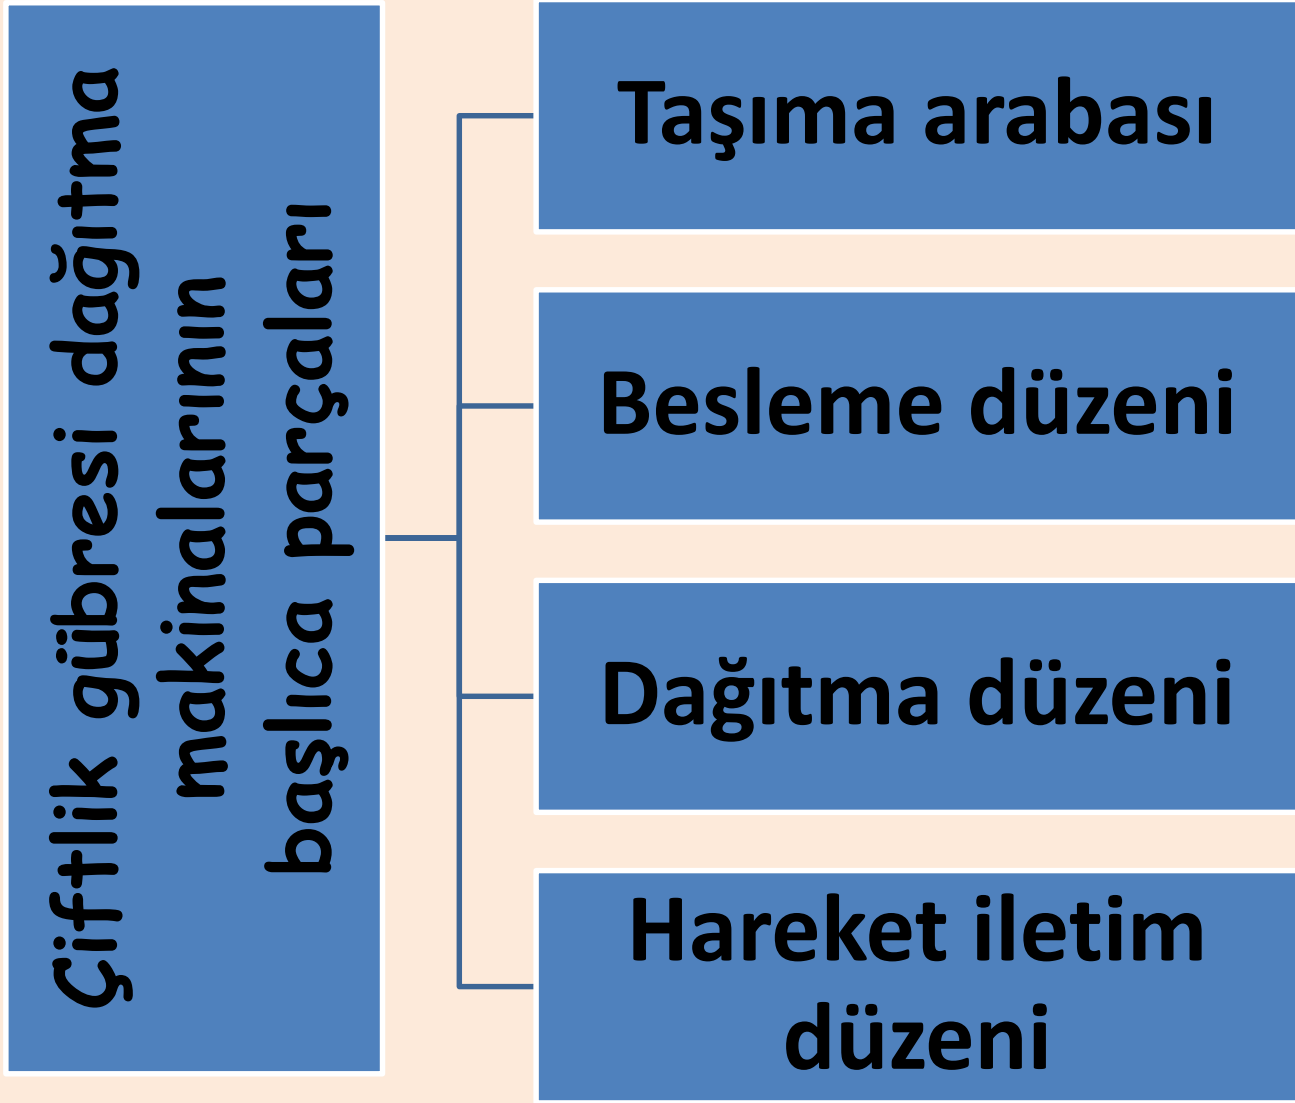 Çiftlik gübresi dağıtma
makinalarının
başlıca parçaları
Taşıma arabası
Besleme düzeni
Dağıtma düzeni
Hareket iletim
düzeni